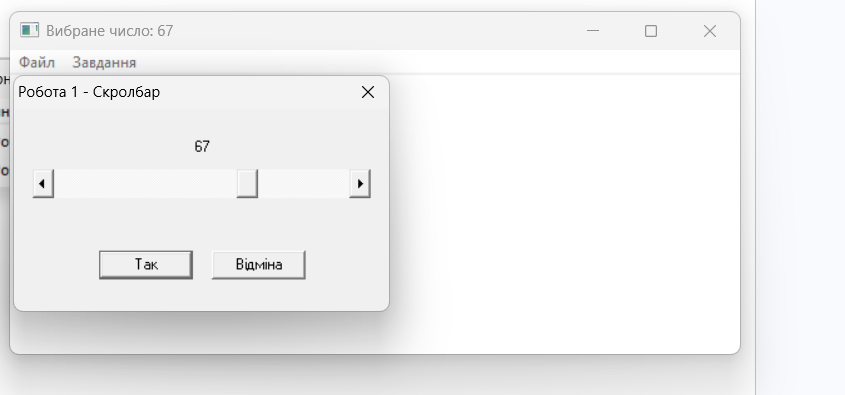 Вибране число: 67
Файл Завдання
Робота 1 - Скролбар
67
Так Відміна